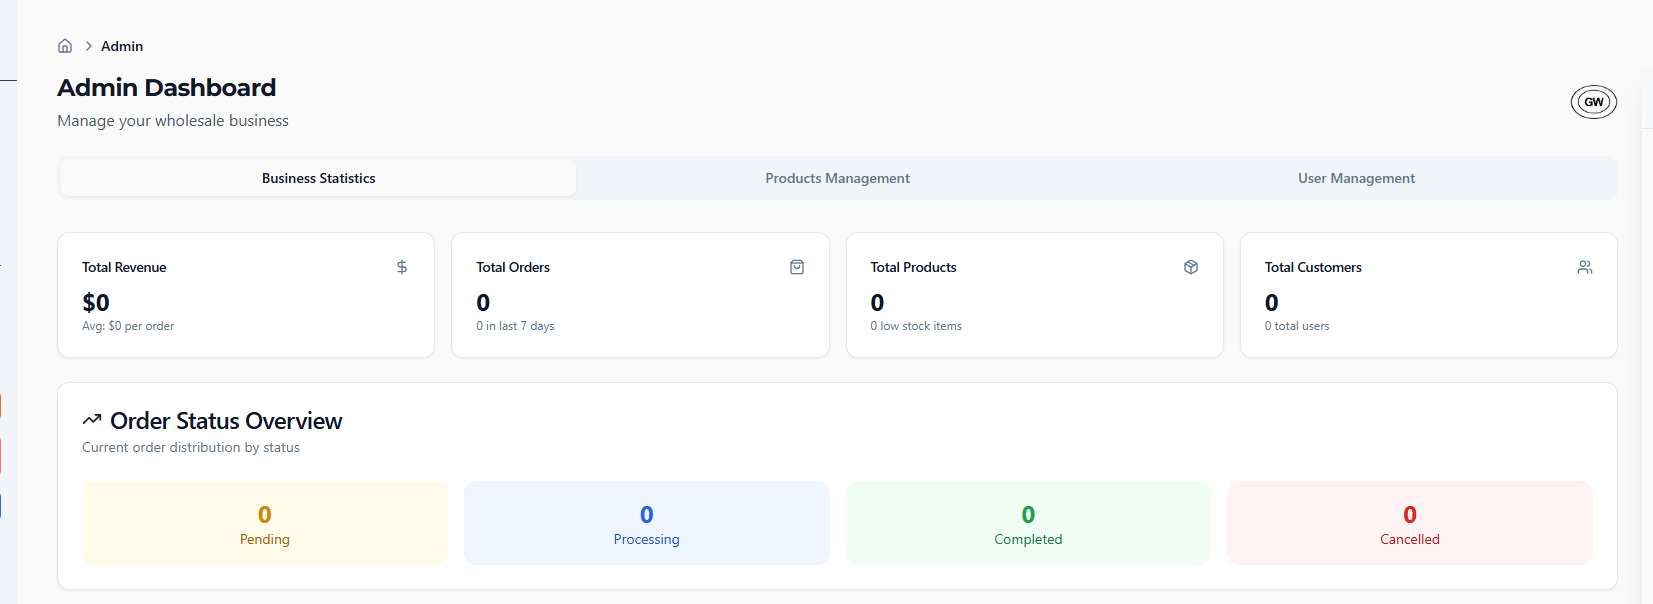 Admin
Admin Dashboard
Manage your wholesale business
GW
Business Statistics
Products Management
User Management
Total Revenue
$0
Avg: $0 per order
Total Orders
0
0 in last 7 days
Total Products
0
0 low stock items
Total Customers
0
0 total users
Order Status Overview
Current order distribution by status
0
Pending
0
Processing
0
Completed
0
Cancelled